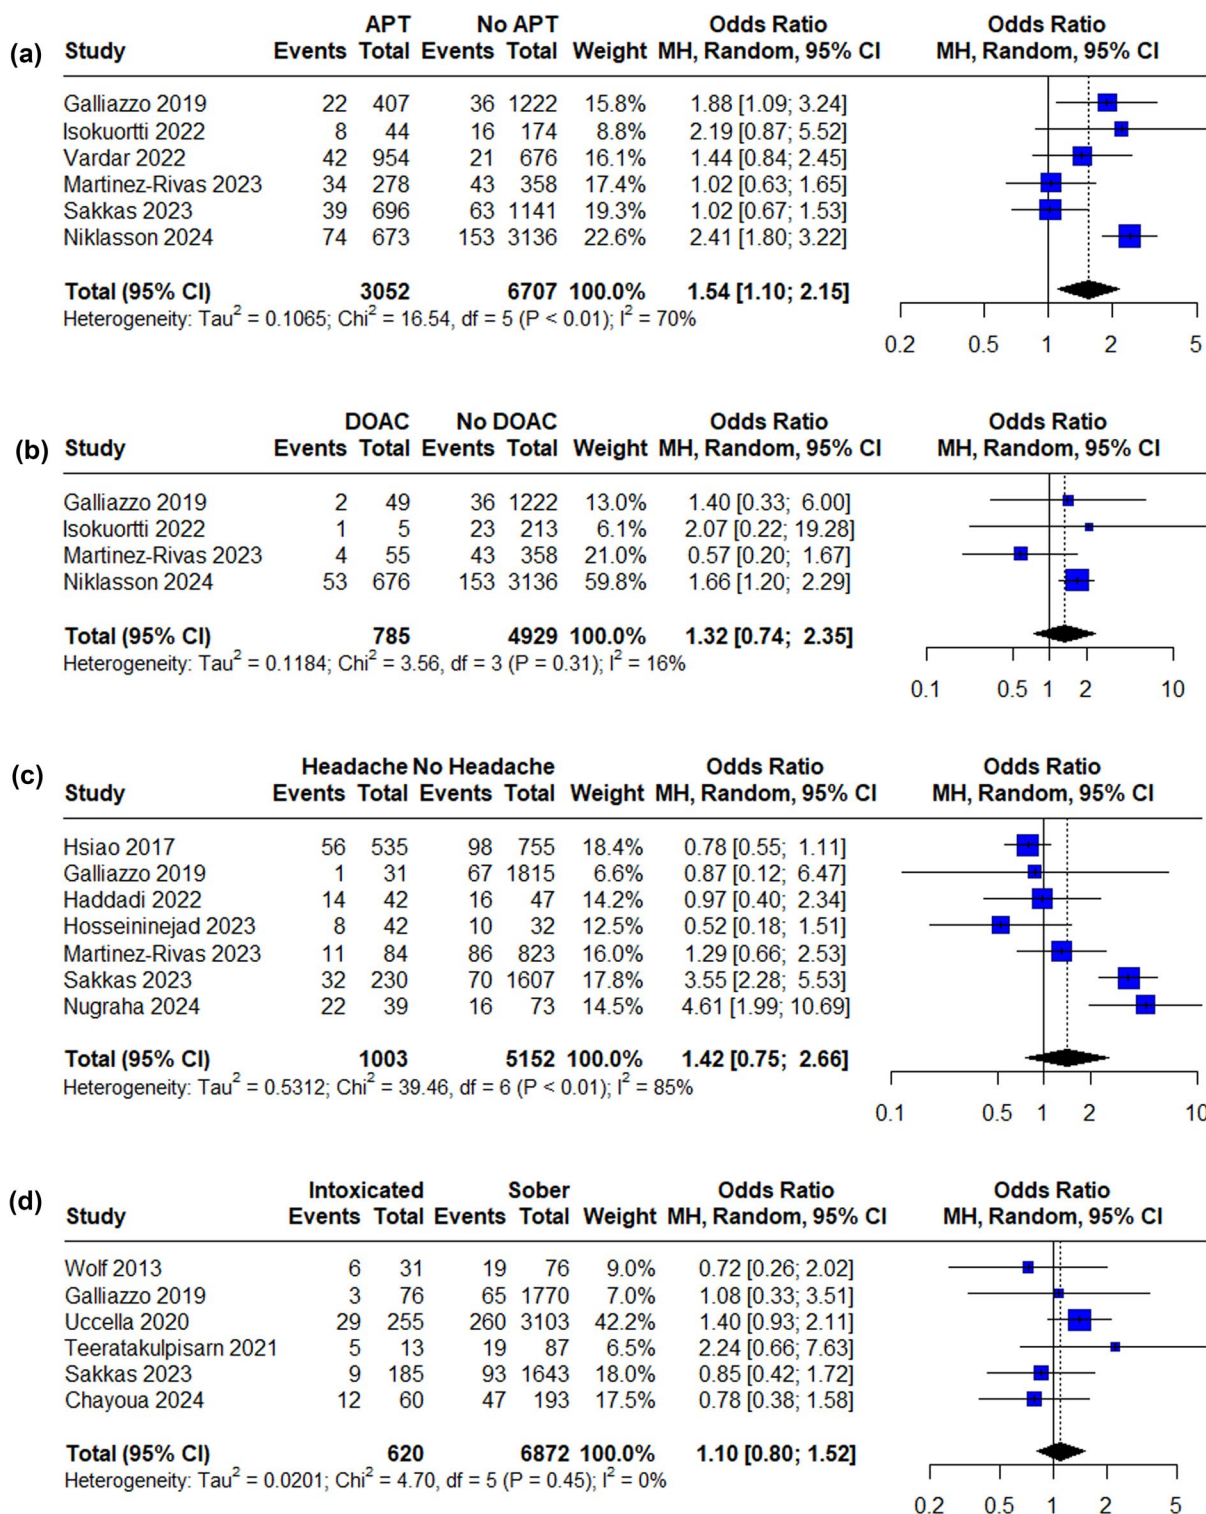 (a)
APT No APT Odds Ratio Odds Ratio
Study Events Total Events Total Weight MH, Random, 95% CI MH, Random, 95% CI
Galliazzo 2019 22 407 36 1222 15.8% 1.88 [1.09; 3.24]
Isokuortti 2022 8 44 16 174 8.8% 2.19 [0.87; 5.52]
Vardar 2022 42 954 21 676 16.1% 1.44 [0.84; 2.45]
Martinez-Rivas 2023 34 278 43 358 17.4% 1.02 [0.63; 1.65]
Sakkas 2023 39 696 63 1141 19.3% 1.02 [0.67; 1.53]
Niklasson 2024 74 673 153 3136 22.6% 2.41 [1.80; 3.22]
Total (95% CI) 3052 6707 100.0% 1.54 [1.10; 2.15]
Heterogeneity: Tau² = 0.1065; Chi² = 16.54, df = 5 (P < 0.01); I² = 70%
0.2 0.5 1 2 5
(b)
DOAC No DOAC Odds Ratio Odds Ratio
Study Events Total Events Total Weight MH, Random, 95% CI MH, Random, 95% CI
Galliazzo 2019 2 49 36 1222 13.0% 1.40 [0.33; 6.00]
Isokuortti 2022 1 5 23 213 6.1% 2.07 [0.22; 19.28]
Martinez-Rivas 2023 4 55 43 358 21.0% 0.57 [0.20; 1.67]
Niklasson 2024 53 676 153 3136 59.8% 1.66 [1.20; 2.29]
Total (95% CI) 785 4929 100.0% 1.32 [0.74; 2.35]
Heterogeneity: Tau² = 0.1184; Chi² = 3.56, df = 3 (P = 0.31); I² = 16%
0.1 0.5 1 2 10
(c)
Headache No Headache Odds Ratio Odds Ratio
Study Events Total Events Total Weight MH, Random, 95% CI MH, Random, 95% CI
Hsiao 2017 56 535 98 755 18.4% 0.78 [0.55; 1.11]
Galliazzo 2019 1 31 67 1815 6.6% 0.87 [0.12; 6.47]
Haddadi 2022 14 42 16 47 14.2% 0.97 [0.40; 2.34]
Hosseininejad 2023 8 42 10 32 12.5% 0.52 [0.18; 1.51]
Martinez-Rivas 2023 11 84 86 823 16.0% 1.29 [0.66; 2.53]
Sakkas 2023 32 230 70 1607 17.8% 3.55 [2.28; 5.53]
Nugraha 2024 22 39 16 73 14.5% 4.61 [1.99; 10.69]
Total (95% CI) 1003 5152 100.0% 1.42 [0.75; 2.66]
Heterogeneity: Tau² = 0.5312; Chi² = 39.46, df = 6 (P < 0.01); I² = 85%
0.1 0.5 1 2 10
(d)
Intoxicated Sober Odds Ratio Odds Ratio
Study Events Total Events Total Weight MH, Random, 95% CI MH, Random, 95% CI
Wolf 2013 6 31 19 76 9.0% 0.72 [0.26; 2.02]
Galliazzo 2019 3 76 65 1770 7.0% 1.08 [0.33; 3.51]
Uccella 2020 29 255 260 3103 42.2% 1.40 [0.93; 2.11]
Teeratakulpisarn 2021 5 13 19 87 6.5% 2.24 [0.66; 7.63]
Sakkas 2023 9 185 93 1643 18.0% 0.85 [0.42; 1.72]
Chayoua 2024 12 60 47 193 17.5% 0.78 [0.38; 1.58]
Total (95% CI) 620 6872 100.0% 1.10 [0.80; 1.52]
Heterogeneity: Tau² = 0.0201; Chi² = 4.70, df = 5 (P = 0.45); I² = 0%
0.2 0.5 1 2 5